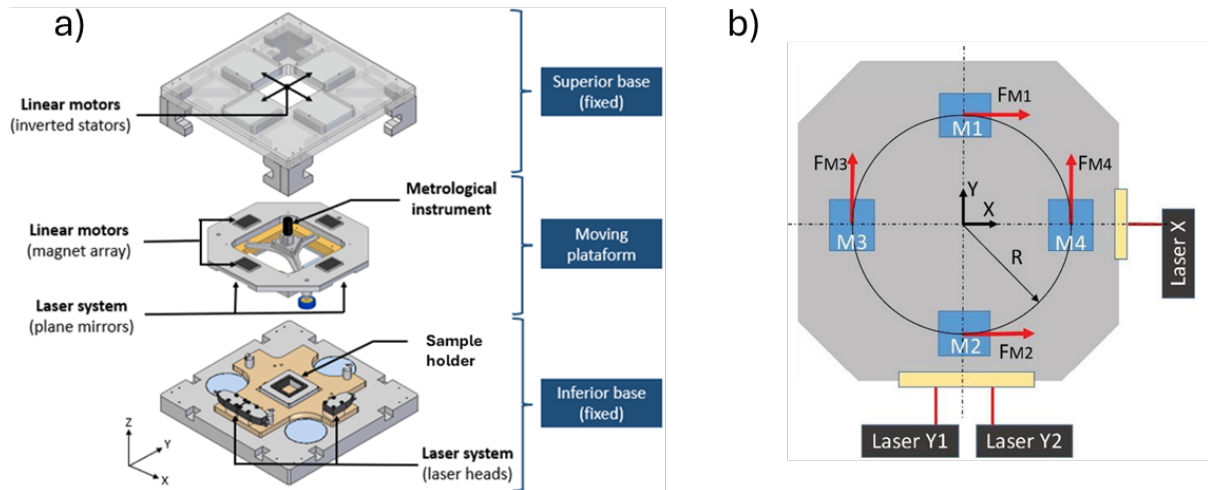 a)
Linear motors
(inverted stators)
Superior base
(fixed)
Metrological
instrument
Linear motors
(magnet array)
Moving
plataform
Laser system
(plane mirrors)
Sample
holder
Inferior base
(fixed)
Laser system
(laser heads)
Z
Y
X
b)
FM1
M1
FM3
FM4
Y
X
M3
M4
R
M2
FM2
Laser X
Laser Y1
Laser Y2